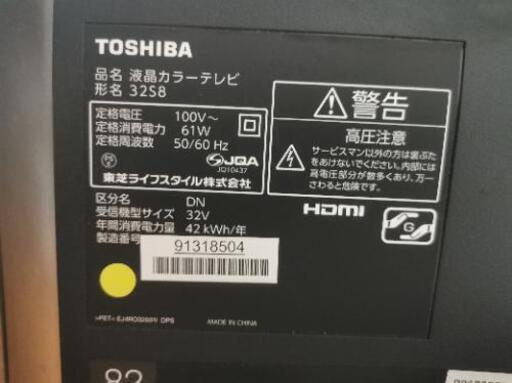 TOSHIBA
品名 液晶カラーテレビ
形名 32S8
定格電圧 100V～
定格消費電力 61W
定格周波数 50/60 Hz
JQA
JQ10437
東芝ライフスタイル株式会社
警告
高圧注意
サービスマン以外の方は裏ぶたをあけないでください。内部には高電圧部分が数多くあり、万一さわると危険です。
区分名 DN
受信機型サイズ 32V
年間消費電力量 42 kWh/年
製造番号
91318504
HDMI
G
MADE IN CHINA